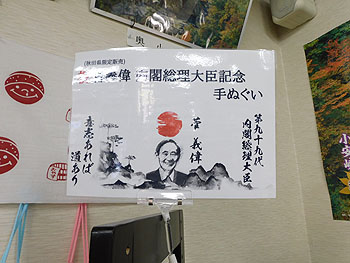 (秋田県限定販売)
義偉 内閣総理大臣記念
手ぬぐい
第九十九代
内閣総理大臣
菅 義偉
意志あれば
道あり